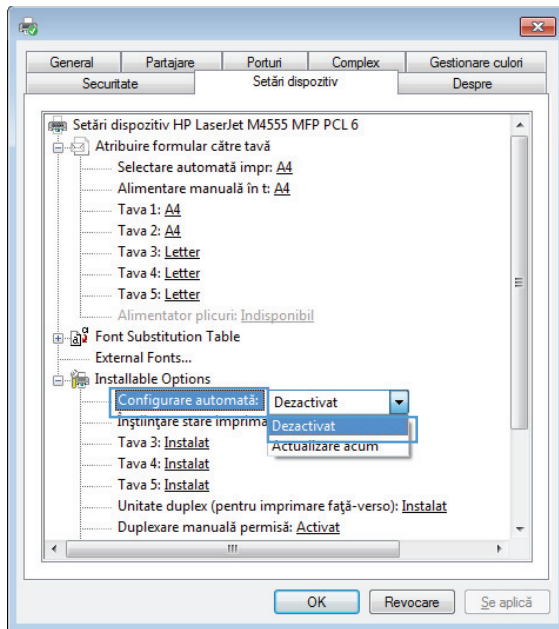 General Partajare Porturi Complex Gestionare culori
Securitate Setări dispozitiv Despre
Setări dispozitiv HP LaserJet M4555 MFP PCL 6
Atribuire formular către tavă
Selectare automată impr: A4
Alimentare manuală în t: A4
Tava 1: A4
Tava 2: A4
Tava 3: Letter
Tava 4: Letter
Tava 5: Letter
Alimentator plicuri: Indisponibil
Font Substitution Table
External Fonts...
Installable Options
Configurare automată: Dezactivat
Înştiinţare stare imprima Dezactivat
Actualizare acum
Tava 3: Instalat
Tava 4: Instalat
Tava 5: Instalat
Unitate duplex (pentru imprimare faţă-verso): Instalat
Duplexare manuală permisă: Activat
OK Revocare Se aplică